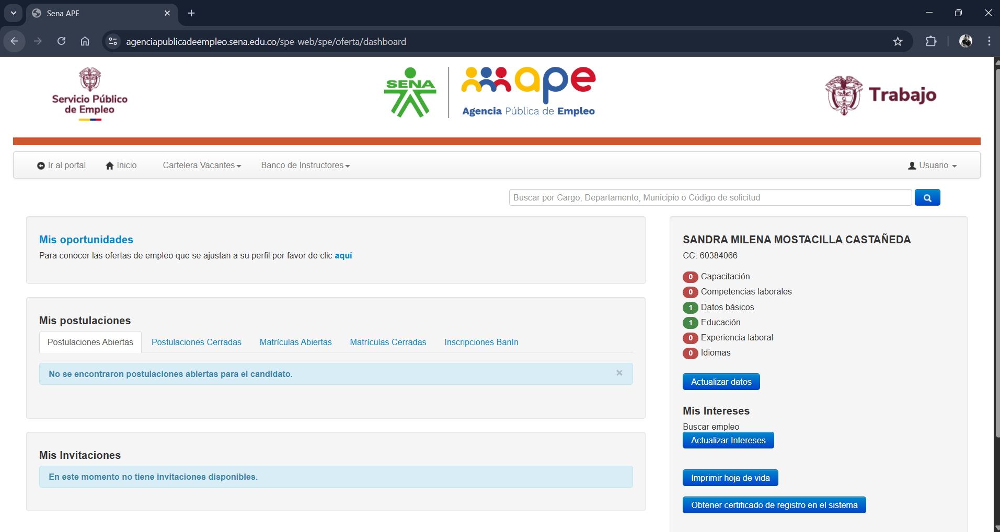 Sena APE
agenciapublicadeempleo.sena.edu.co/spe-web/spe/oferta/dashboard
Servicio Público
de Empleo
SENA
ape
Agencia Pública de Empleo
Trabajo
Ir al portal
Inicio
Cartelera Vacantes
Banco de Instructores
Usuario
Buscar por Cargo, Departamento, Municipio o Código de solicitud
Mis oportunidades
Para conocer las ofertas de empleo que se ajustan a su perfil por favor de clic aquí
Mis postulaciones
Postulaciones Abiertas
Postulaciones Cerradas
Matrículas Abiertas
Matrículas Cerradas
Inscripciones BanIn
No se encontraron postulaciones abiertas para el candidato.
Mis Invitaciones
En este momento no tiene invitaciones disponibles.
SANDRA MILENA MOSTACILLA CASTAÑEDA
CC: 60384066
0 Capacitación
0 Competencias laborales
1 Datos básicos
1 Educación
0 Experiencia laboral
0 Idiomas
Actualizar datos
Mis Intereses
Buscar empleo
Actualizar Intereses
Imprimir hoja de vida
Obtener certificado de registro en el sistema